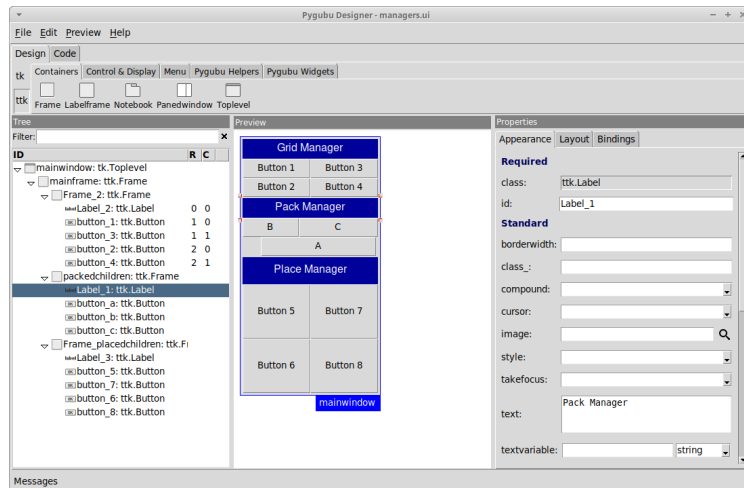 Pygubu Designer - managers.ui
File Edit Preview Help
Design Code
tk
ttk
Containers Control & Display Menu Pygubu Helpers Pygubu Widgets
Frame Labelframe Notebook Panedwindow Toplevel
Tree
Filter:
ID R C
mainwindow: tk.Toplevel
mainframe: ttk.Frame
Frame_2: ttk.Frame
Label_2: ttk.Label 0 0
button_1: ttk.Button 1 0
button_3: ttk.Button 1 1
button_2: ttk.Button 2 0
button_4: ttk.Button 2 1
packedchildren: ttk.Frame
Label_1: ttk.Label
button_a: ttk.Button
button_b: ttk.Button
button_c: ttk.Button
Frame_placedchildren: ttk.Fr
Label_3: ttk.Label
button_5: ttk.Button
button_7: ttk.Button
button_6: ttk.Button
button_8: ttk.Button
Preview
Grid Manager
Button 1 Button 3
Button 2 Button 4
Pack Manager
B C
A
Place Manager
Button 5 Button 7
Button 6 Button 8
mainwindow
Properties
Appearance Layout Bindings
Required
class: ttk.Label
id: Label_1
Standard
borderwidth:
class_:
compound:
cursor:
image:
style:
takefocus:
text: Pack Manager
textvariable: string
Messages